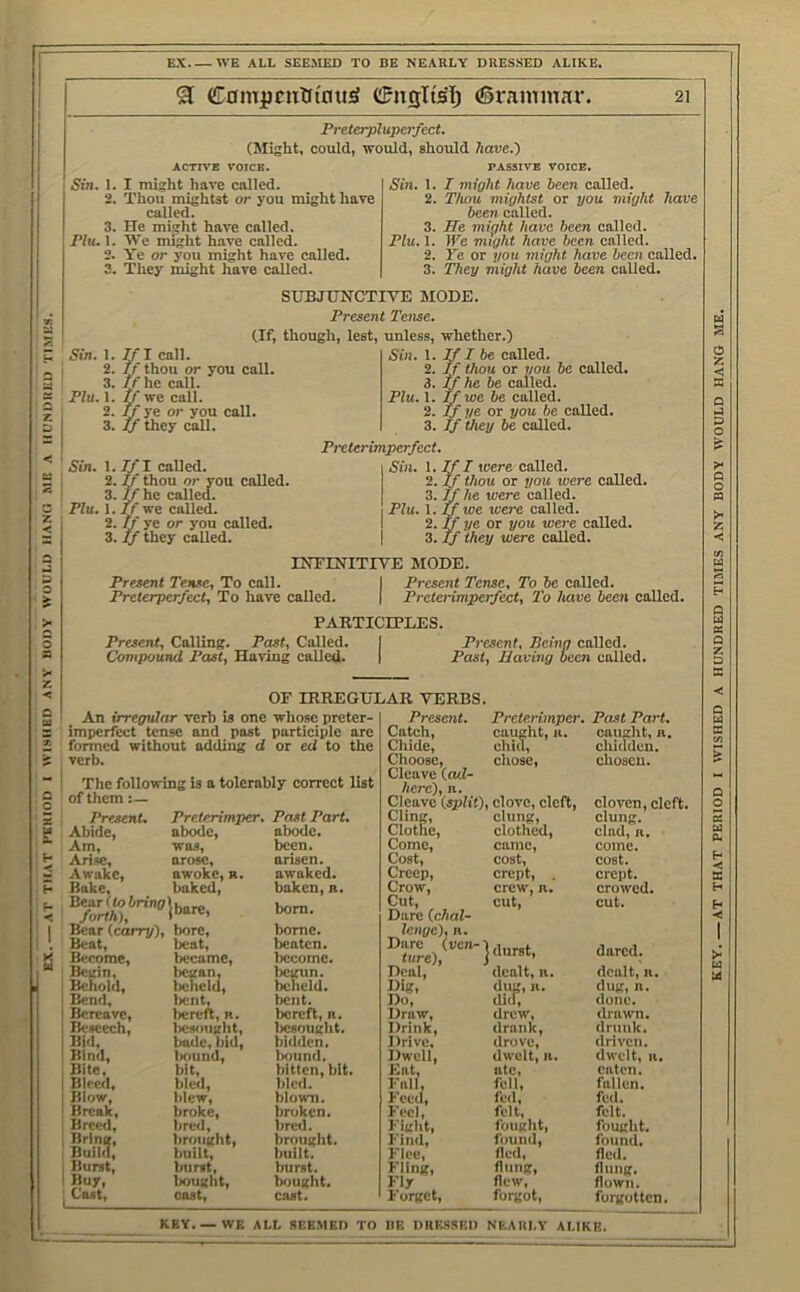 EX.—WE ALL SEEMED TO BE NEARLY DRESSED ALIKE.
A Compendious English Grammar. 21
Preterpluperfect.
(Might, could, would, should have.)
ACTIVE VOICE.
Sin. 1. I might have called.
2. Thou mightst or you might have
called.
3. He might have called.
Plu. 1. We might have called.
2. Ye or you might have called.
3. They might have called.
PASSIVE VOICE.
Sin. 1. I might have been called.
2. Thou mightst or you might have
been called.
3. He might have been called.
Plu. 1. We might have been called.
2. Ye or you might have been called.
3. They might have been called.
SUBJUNCTIVE MODE.
Present Tense.
(If, though, lest, unless, whether.)
Sin. 1. If I call.
2. If thou or you call.
3. If he call.
Plu. 1. If we call.
2. If ye or you call.
3. If they call.
Sin. 1. If I be called.
2. If thou or you be called.
3. If he be called.
Plu. 1. If we be called.
2. If ye or you be called.
3. If they be called.
Preterimperfect.
Sin. 1. If I called.
2. If thou or you called.
3. If he called.
Plu. 1. If we called.
2. If ye or you called.
3. If they called.
Sin. 1. If I were called.
2. If thou or you were called.
3. If he were called.
Plu. 1. If we were called.
2. If ye or you were called.
3. If they were called.
INFINITIVE MODE.
Present Tense, To call.
Preterperfect, To have called.
Present Tense, To be called.
Preterimperfect, To have been called.
PARTICIPLES.
Present, Calling. Past, Called.
Compound Past, Having called.
Present, Being called.
Past, Having been called.
OF IRREGULAR VERBS.
An irregular verb is one whose preter-
imperfect tense and past participle are
formed without adding d or ed to the
verb.
The following is a tolerably correct list
of them:—
Present. Preterimper. Past Part.
Abide, abode, abode.
Am, was, been.
Arise, arose, arisen.
Awake, awoke, R. awaked.
Bake, baked, baken, R.
Bear (to bring
forth), bare, born.
Bear (carry), bore, borne.
Beat, beat, beaten.
Become, became, become.
Begin, began, begun.
Behold, beheld, beheld.
Bend, bent, bent.
Bereave, bereft, R. bereft, R.
Beseech, besought, besought.
Bid, bade, bid, bidden.
Bind, bound, bound.
Bite, bit, bitten, bit.
Bleed, bled, bled.
Blow, blew, blown.
Break, broke, broken.
Breed, bred, bred.
Bring, brought, brought.
Build, built, built.
Burst, burst, burst.
Buy, bought, bought.
Cast, cast, cast.
Present. Preterimper. Past Part.
Catch, caught, R. caught, R.
Chide, chid, chidden.
Choose, chose, chosen.
Cleave (ad-
here), R.
Cleave (split), clove, cleft, cloven, cleft.
Cling, clung, clung.
Clothe, clothed, clad, R.
Come, came, come.
Cost, cost, cost.
Creep, crept, crept.
Crow, crew, R. crowed.
Cut, cut, cut.
Dare (chal-
lenge), R.
Dare (ven-
ture), durst, dared.
Deal, dealt, R. dealt, R.
Dig, dug, R. dug, R.
Do, did, done.
Draw, drew, drawn.
Drink, drank, drunk.
Drive, drove, driven.
Dwell, dwelt, R. dwelt, R.
Eat, ate, eaten.
Fall, fell, fallen.
Feed, fed, fed.
Feel, felt, felt.
Fight, fought, fought.
Find, found, found.
Flee, fled, fled.
Fling, flung, flung.
Fly flew, flown.
Forget, forgot, forgotten.
KEY.—WE ALL SEEMED TO BE DRESSED NEARLY ALIKE.
EX.—AT THAT PERIOD I WISHED ANY BODY WOULD HANG ME A HUNDRED TIMES.
KEY.—AT THAT PERIOD I WISHED A HUNDRED TIMES ANY BODY WOULD HANG ME.